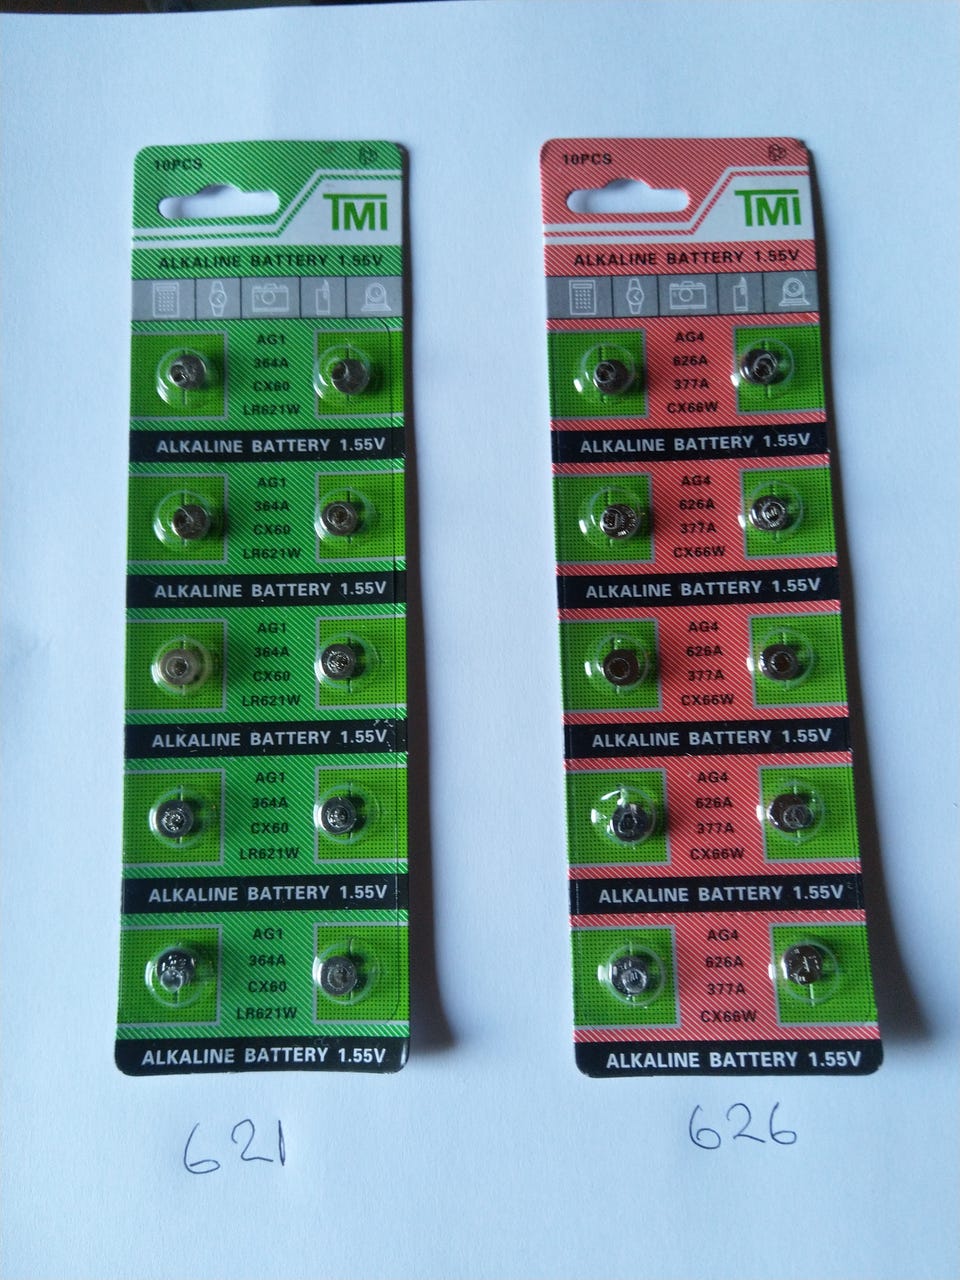 10PCS
TMI
ALKALINE BATTERY 1.55V
AG1
364A
CX60
LR621W
ALKALINE BATTERY 1.55V
AG1
364A
CX60
LR621W
ALKALINE BATTERY 1.55V
AG1
364A
CX60
LR621W
ALKALINE BATTERY 1.55V
AG1
364A
CX60
LR621W
ALKALINE BATTERY 1.55V
AG1
364A
CX60
LR621W
ALKALINE BATTERY 1.55V
621
10PCS
TMI
ALKALINE BATTERY 1.55V
AG4
626A
377A
CX66W
ALKALINE BATTERY 1.55V
AG4
626A
377A
CX66W
ALKALINE BATTERY 1.55V
AG4
626A
377A
CX66W
ALKALINE BATTERY 1.55V
AG4
626A
377A
CX66W
ALKALINE BATTERY 1.55V
AG4
626A
377A
CX66W
ALKALINE BATTERY 1.55V
626